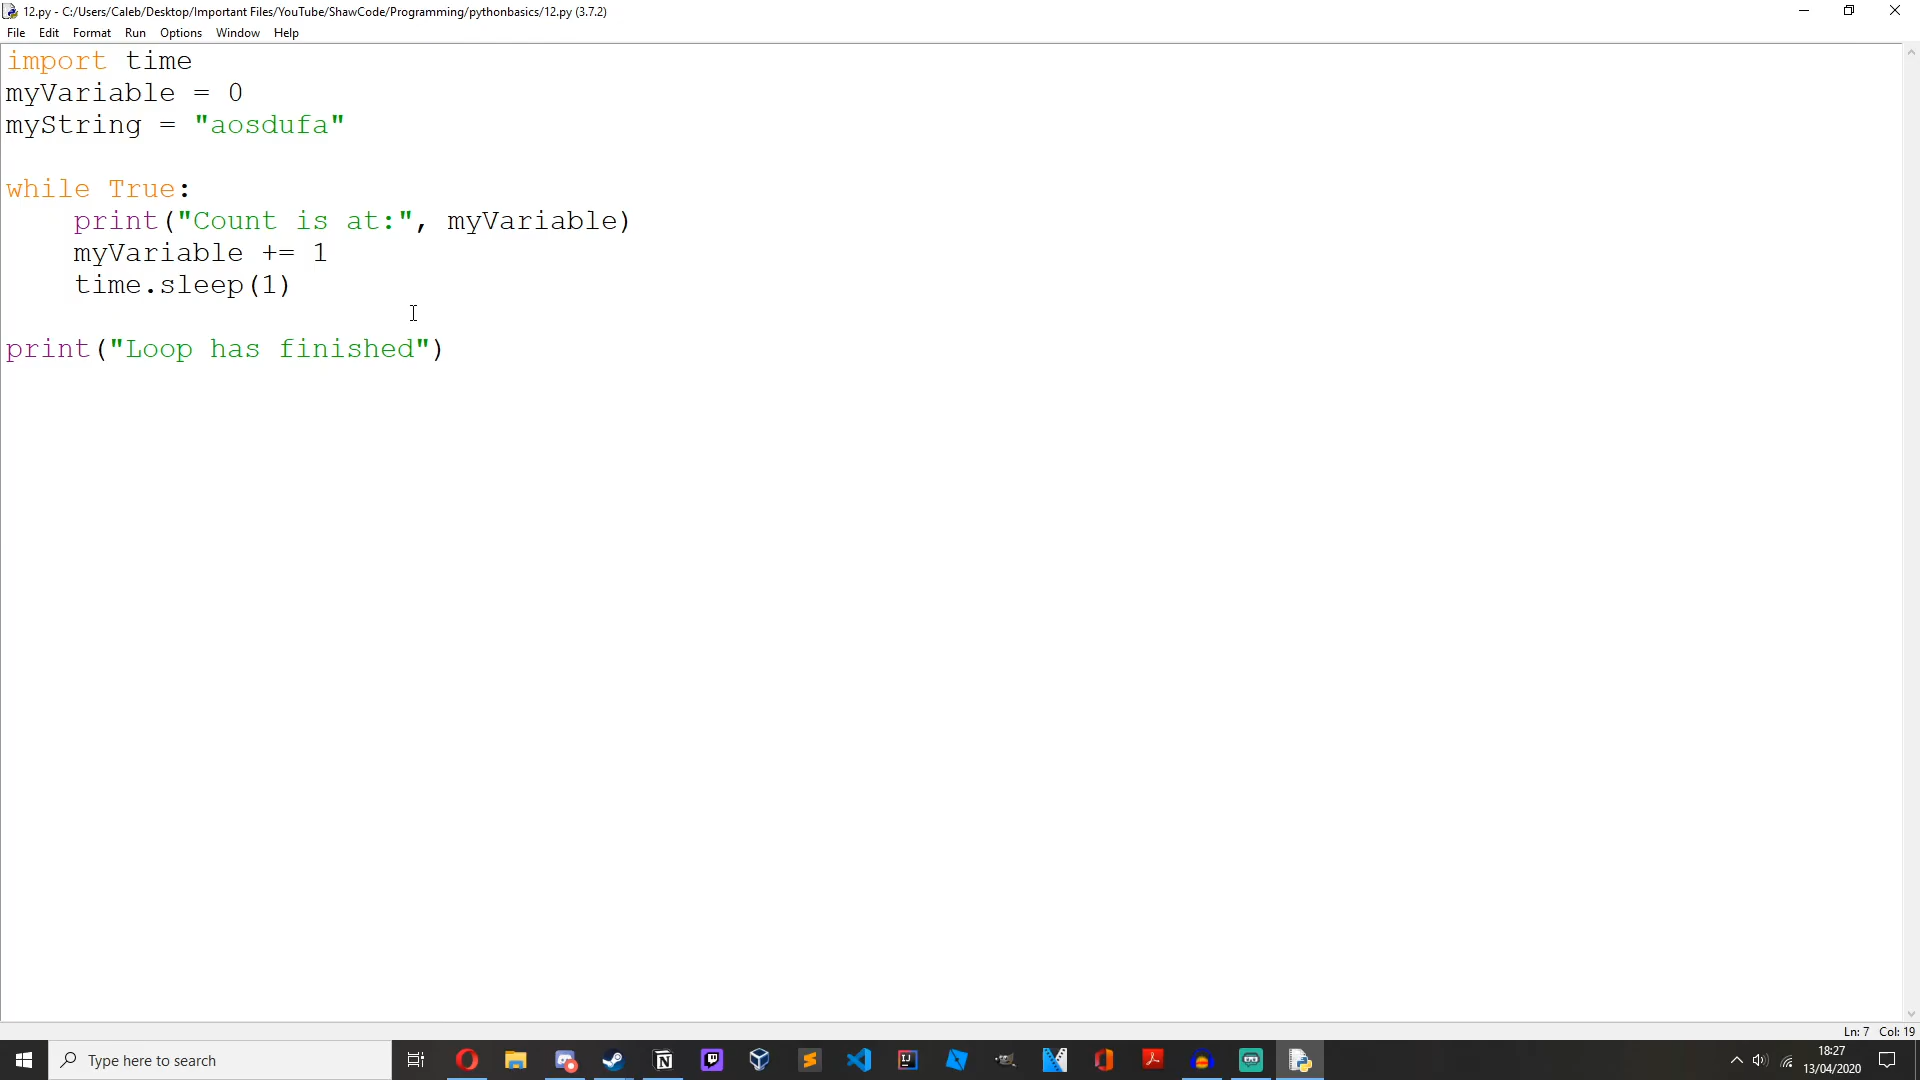 12.py - C:/Users/Caleb/Desktop/Important Files/YouTube/ShawCode/Programming/pythonbasics/12.py (3.7.2)
File Edit Format Run Options Window Help
import time
myVariable = 0
myString = "aosdufa"
while True:
    print("Count is at:", myVariable)
    myVariable += 1
    time.sleep(1)
print("Loop has finished")
Ln: 7 Col: 19
Type here to search
18:27
13/04/2020